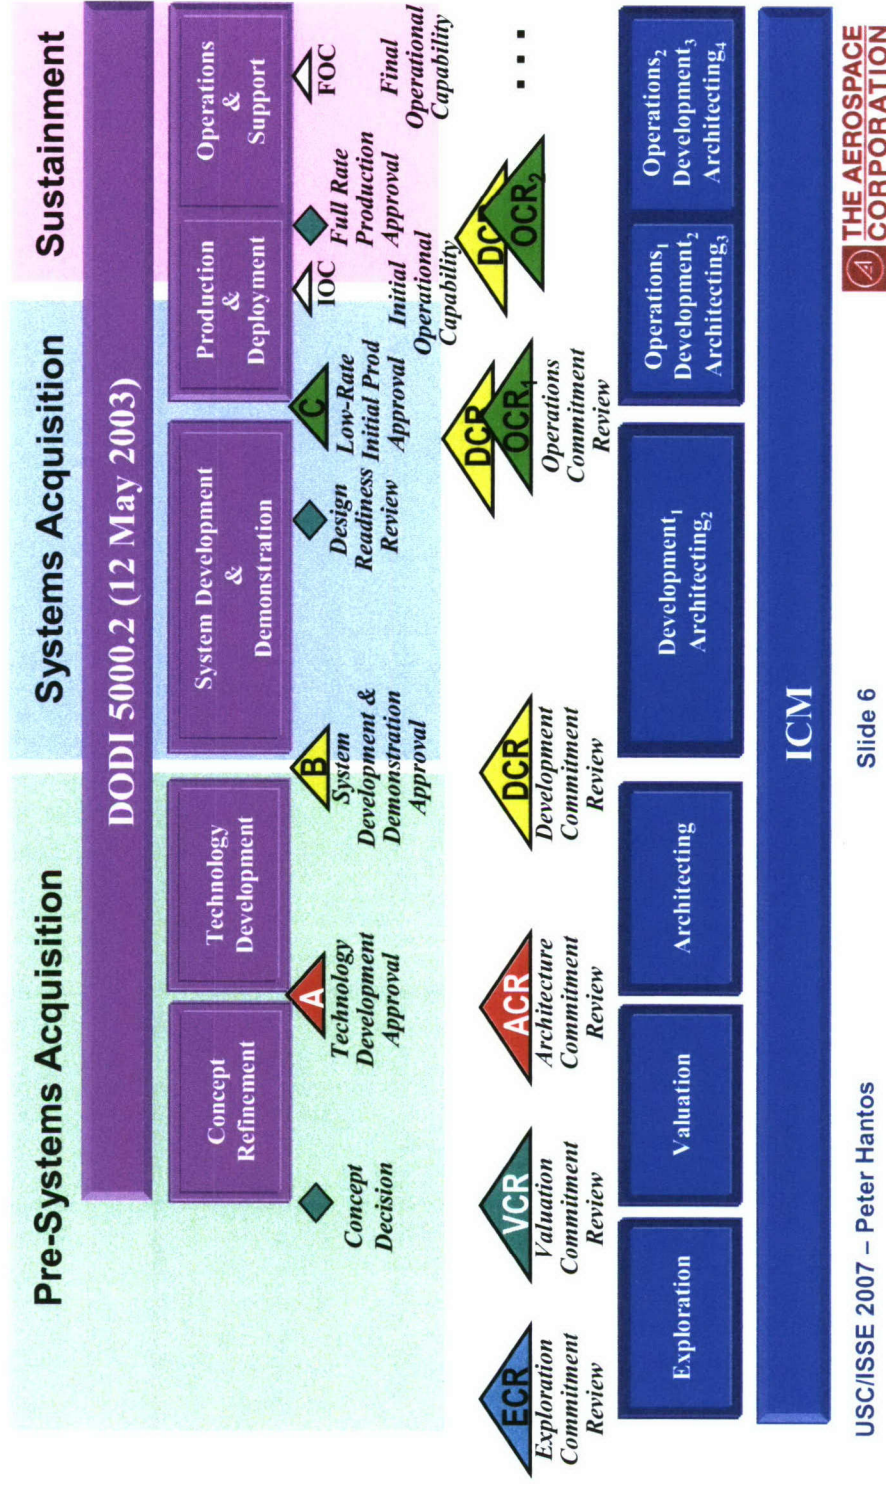 Pre-Systems Acquisition
Systems Acquisition
Sustainment
DODI 5000.2 (12 May 2003)
Concept
Refinement
Technology
Development
System Development
&
Demonstration
Production
&
Deployment
Operations
&
Support
Concept
Decision
A
Technology
Development
Approval
B
System
Development &
Demonstration
Approval
Design
Readiness
Review
C
Low-Rate
Initial Prod
Approval
IOC
Initial
Operational
Capability
Full Rate
Production
Approval
FOC
Final
Operational
Capability
ECR
Exploration
Commitment
Review
VCR
Valuation
Commitment
Review
ACR
Architecture
Commitment
Review
DCR
Development
Commitment
Review
DCR
OCR1
Operations
Commitment
Review
DCR
OCR2
. . .
Exploration
Valuation
Architecting
Development1
Architecting2
Operations1
Development2
Architecting3
Operations2
Development3
Architecting4
ICM
USC/ISSE 2007 – Peter Hantos
Slide 6
THE AEROSPACE
CORPORATION